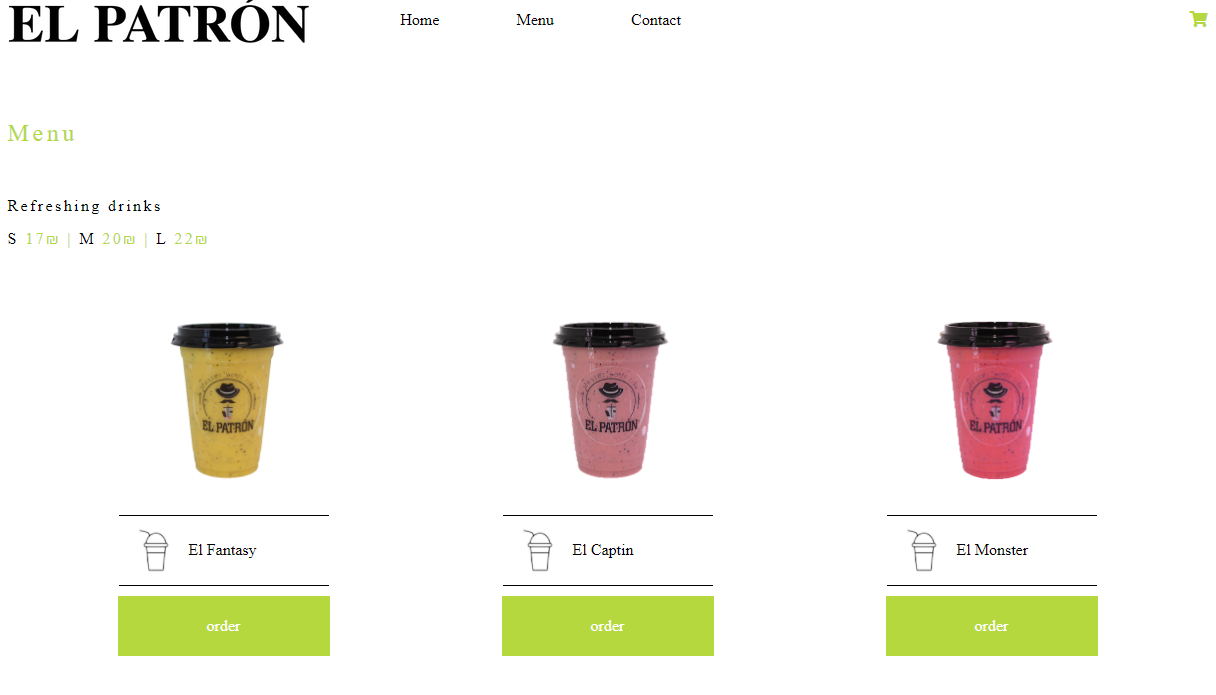 EL PATRÓN
Home
Menu
Contact
Menu
Refreshing drinks
S 17₪ | M 20₪ | L 22₪
EL PATRÓN
EL PATRÓN
EL PATRÓN
El Fantasy
El Captin
El Monster
order
order
order